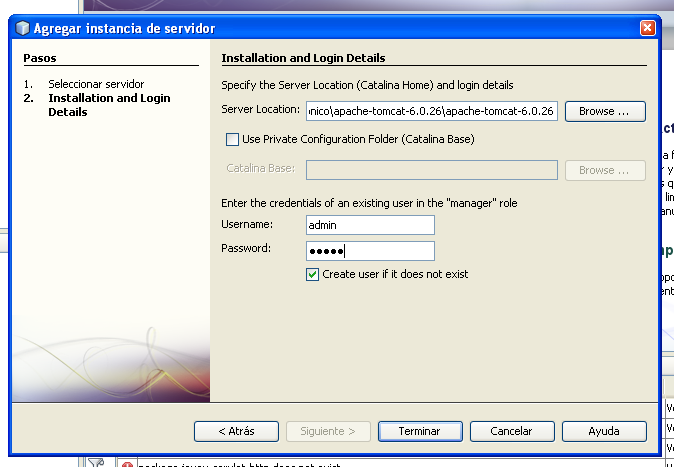 Agregar instancia de servidor
Pasos
1. Seleccionar servidor
2. Installation and Login
Details
Installation and Login Details
Specify the Server Location (Catalina Home) and login details
Server Location: nico\apache-tomcat-6.0.26\apache-tomcat-6.0.26 Browse ...
Use Private Configuration Folder (Catalina Base)
Catalina Base: Browse ...
Enter the credentials of an existing user in the "manager" role
Username: admin
Password: ●●●●●
Create user if it does not exist
< Atrás Siguiente > Terminar Cancelar Ayuda